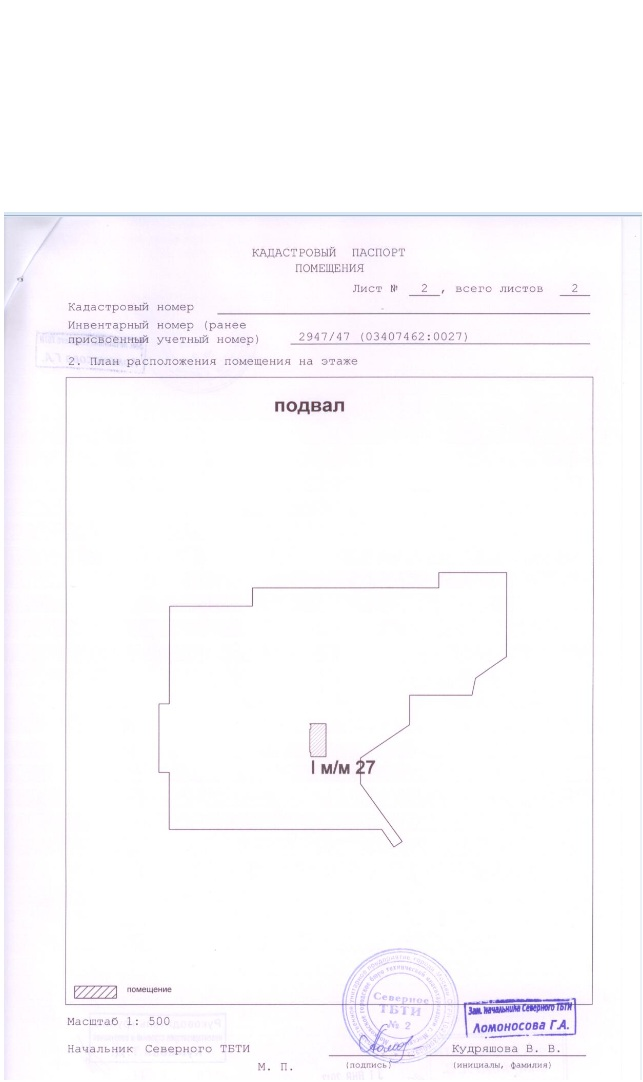 КАДАСТРОВЫЙ ПАСПОРТ
ПОМЕЩЕНИЯ
Лист № 2, всего листов 2
Кадастровый номер
Инвентарный номер (ранее
присвоенный учетный номер) 2947/47 (03407462:0027)
2. План расположения помещения на этаже
подвал
I м/м 27
помещение
Северное
ТБТИ
№ 2
Масштаб 1: 500
Зам. начальника Северного ТБТИ
Ломоносова Г.А.
Начальник Северного ТБТИ
Кудряшова В. В.
М. П. (подпись) (инициалы, фамилия)